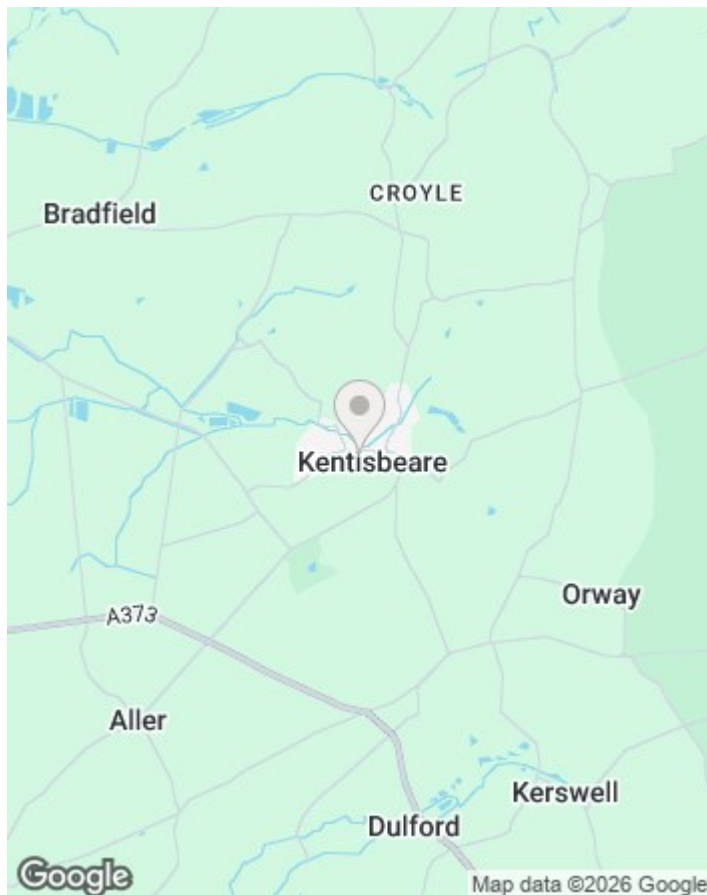 CROYLE
Bradfield
Kentisbeare
Orway
A373
Aller
Kerswell
Dulford
Google
Map data ©2026 Google